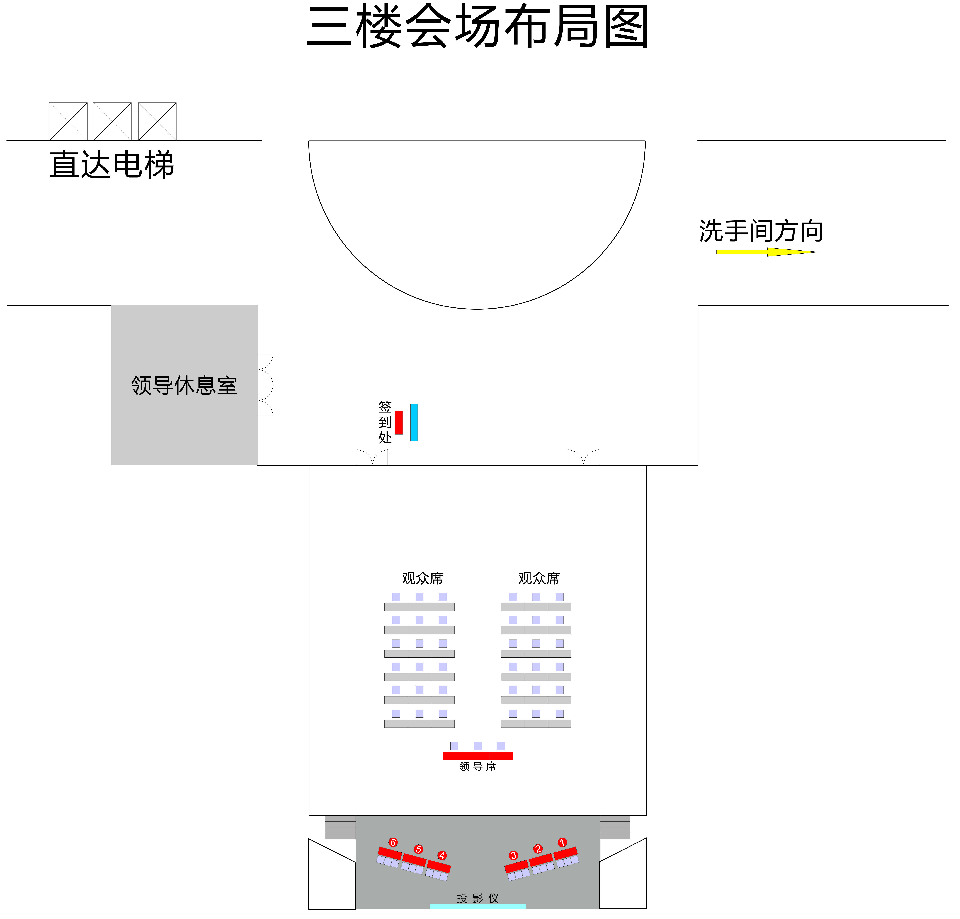 三楼会场布局图
直达电梯
洗手间方向
领导休息室
签到处
观众席
观众席
领导席
6
5
4
3
2
1
投影仪